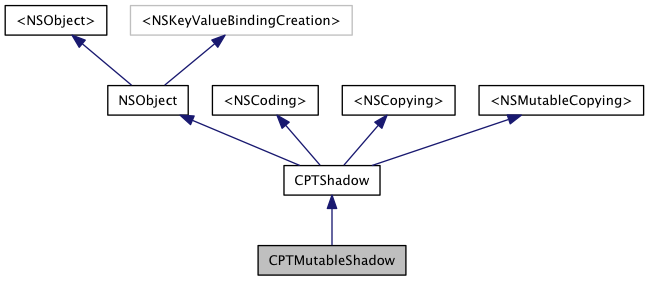 <NSObject>
<NSKeyValueBindingCreation>
NSObject
<NSCoding>
<NSCopying>
<NSMutableCopying>
CPTShadow
CPTMutableShadow